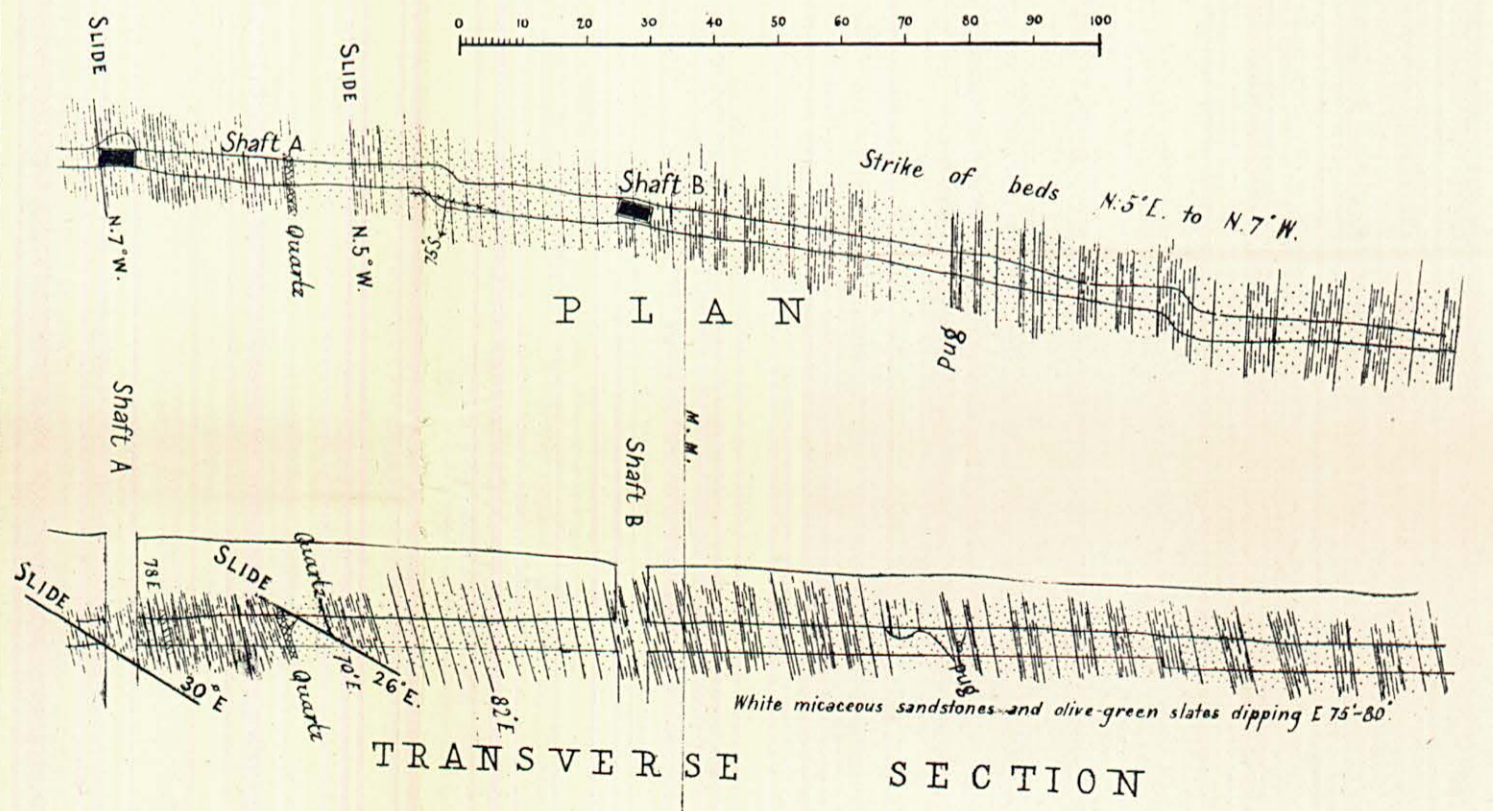 0 10 20 30 40 50 60 70 80 90 100
SLIDE
SLIDE
Shaft A
Shaft B
Strike of beds N. 5° E. to N. 7° W.
N. 7° W.
Quartz
N. 5° W.
PLAN
pug
Shaft A
Shaft B
M. M.
SLIDE
78 E
SLIDE
Quartz
30° E
Quartz
70° E.
26° E.
82° E
pug
White micaceous sandstones and olive-green slates dipping E 75°-80°.
TRANSVERSE SECTION